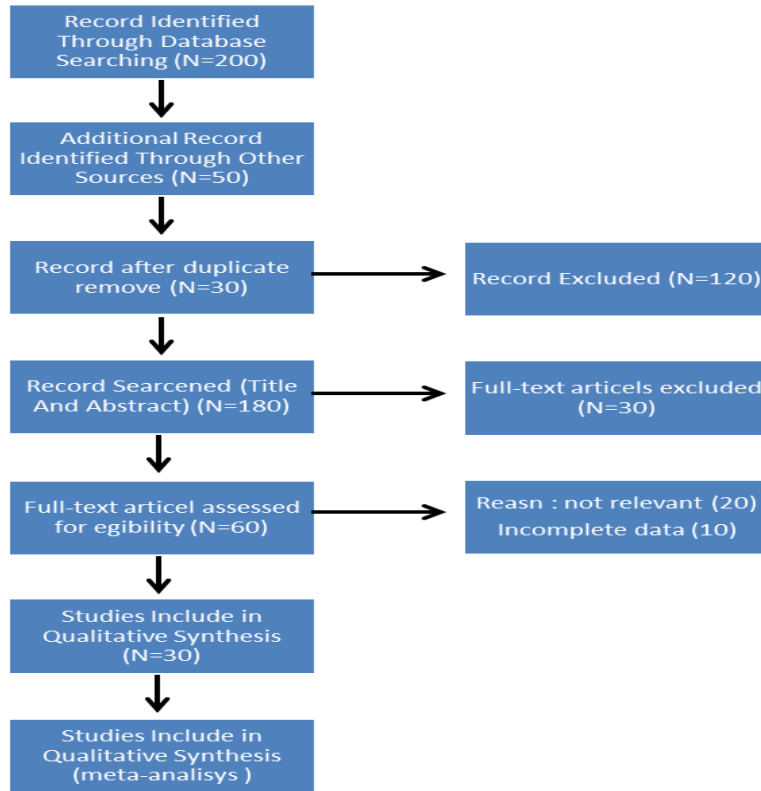 Record Identified
Through Database
Searching (N=200)
Additional Record
Identified Through Other
Sources (N=50)
Record after duplicate
remove (N=30)
Record Excluded (N=120)
Record Searcened (Title
And Abstract) (N=180)
Full-text articels excluded
(N=30)
Full-text articel assessed
for egibility (N=60)
Reasn : not relevant (20)
Incomplete data (10)
Studies Include in
Qualitative Synthesis
(N=30)
Studies Include in
Qualitative Synthesis
(meta-analisys )